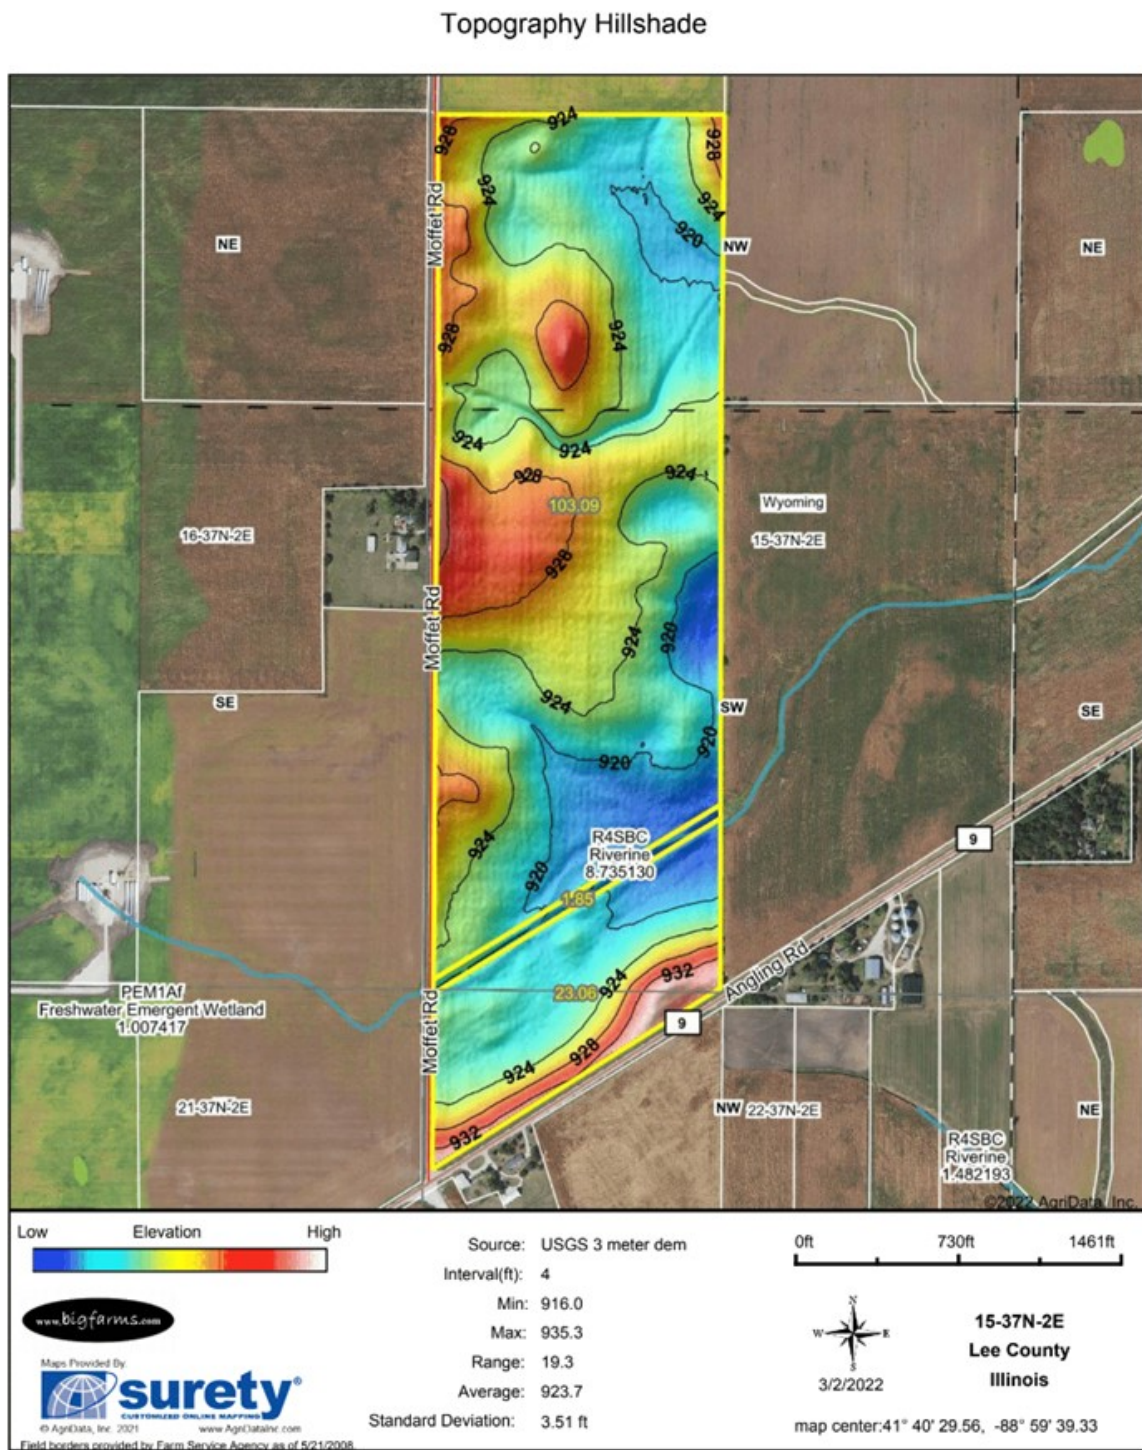 Topography Hillshade
924
928
928
Moffet Rd
924
924
920
NE
NW
NE
928
924
924
924
928
924
103.09
Wyoming
16-37N-2E
15-37N-2E
928
Moffet Rd
924
920
SE
924
SW
SE
920
920
9
924
R4SBC
Riverine
8.735130
920
1.85
Angling Rd
932
924
PEM1Af
Freshwater Emergent Wetland
1.007417
23.06
Moffet Rd
9
928
924
21-37N-2E
NW
22-37N-2E
NE
932
R4SBC
Riverine
1.482193
©2022 AgriData, Inc.
Low Elevation High
www.bigfarms.com
Maps Provided By
surety®
CUSTOMIZED ONLINE MAPPING
© AgriData, Inc. 2021 www.AgriDataInc.com
Field borders provided by Farm Service Agency as of 5/21/2008.
Source: USGS 3 meter dem
Interval(ft): 4
Min: 916.0
Max: 935.3
Range: 19.3
Average: 923.7
Standard Deviation: 3.51 ft
0ft 730ft 1461ft
N
W E
S
3/2/2022
15-37N-2E
Lee County
Illinois
map center:41° 40' 29.56, -88° 59' 39.33